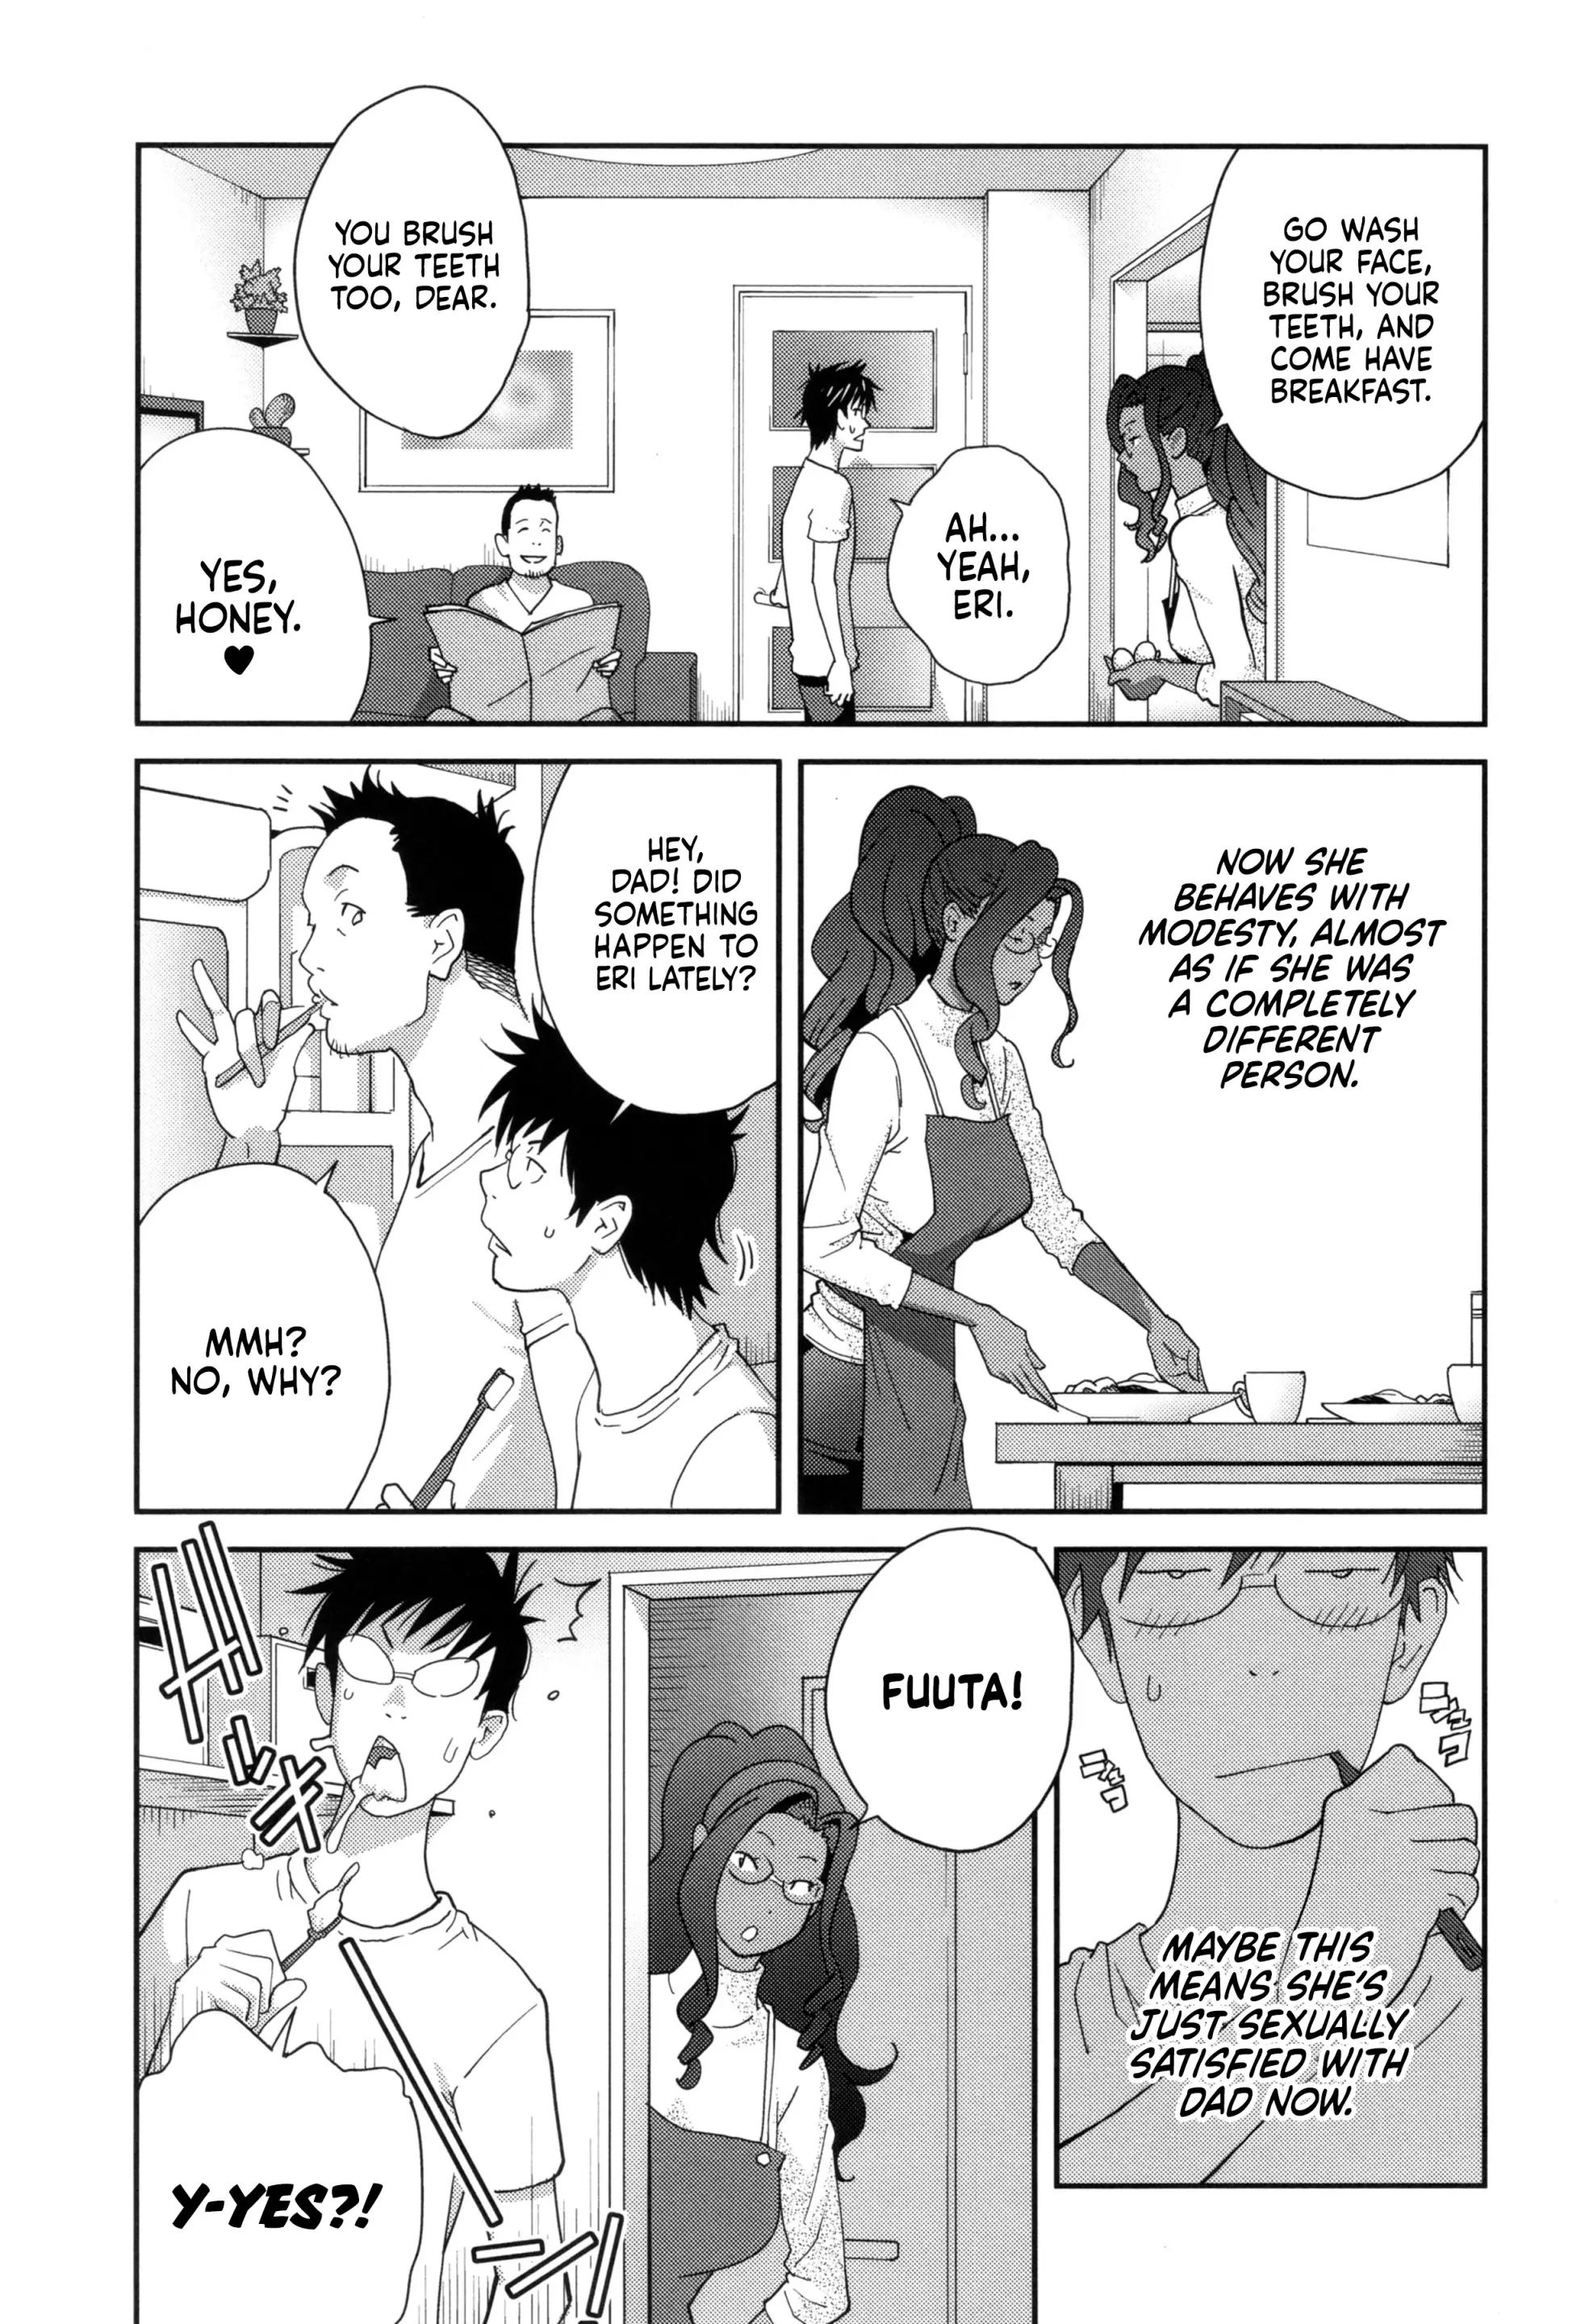 GO WASH
YOUR FACE,
BRUSH YOUR
TEETH, AND
COME HAVE
BREAKFAST.
AH...
YEAH,
ERI.
YOU BRUSH
YOUR TEETH
TOO, DEAR.
YES,
HONEY.
♥
NOW SHE
BEHAVES WITH
MODESTY, ALMOST
AS IF SHE WAS
A COMPLETELY
DIFFERENT
PERSON.
HEY,
DAD! DID
SOMETHING
HAPPEN TO
ERI LATELY?
MMH?
NO, WHY?
MAYBE THIS
MEANS SHE'S
JUST SEXUALLY
SATISFIED WITH
DAD NOW.
FUUTA!
Y-YES?!